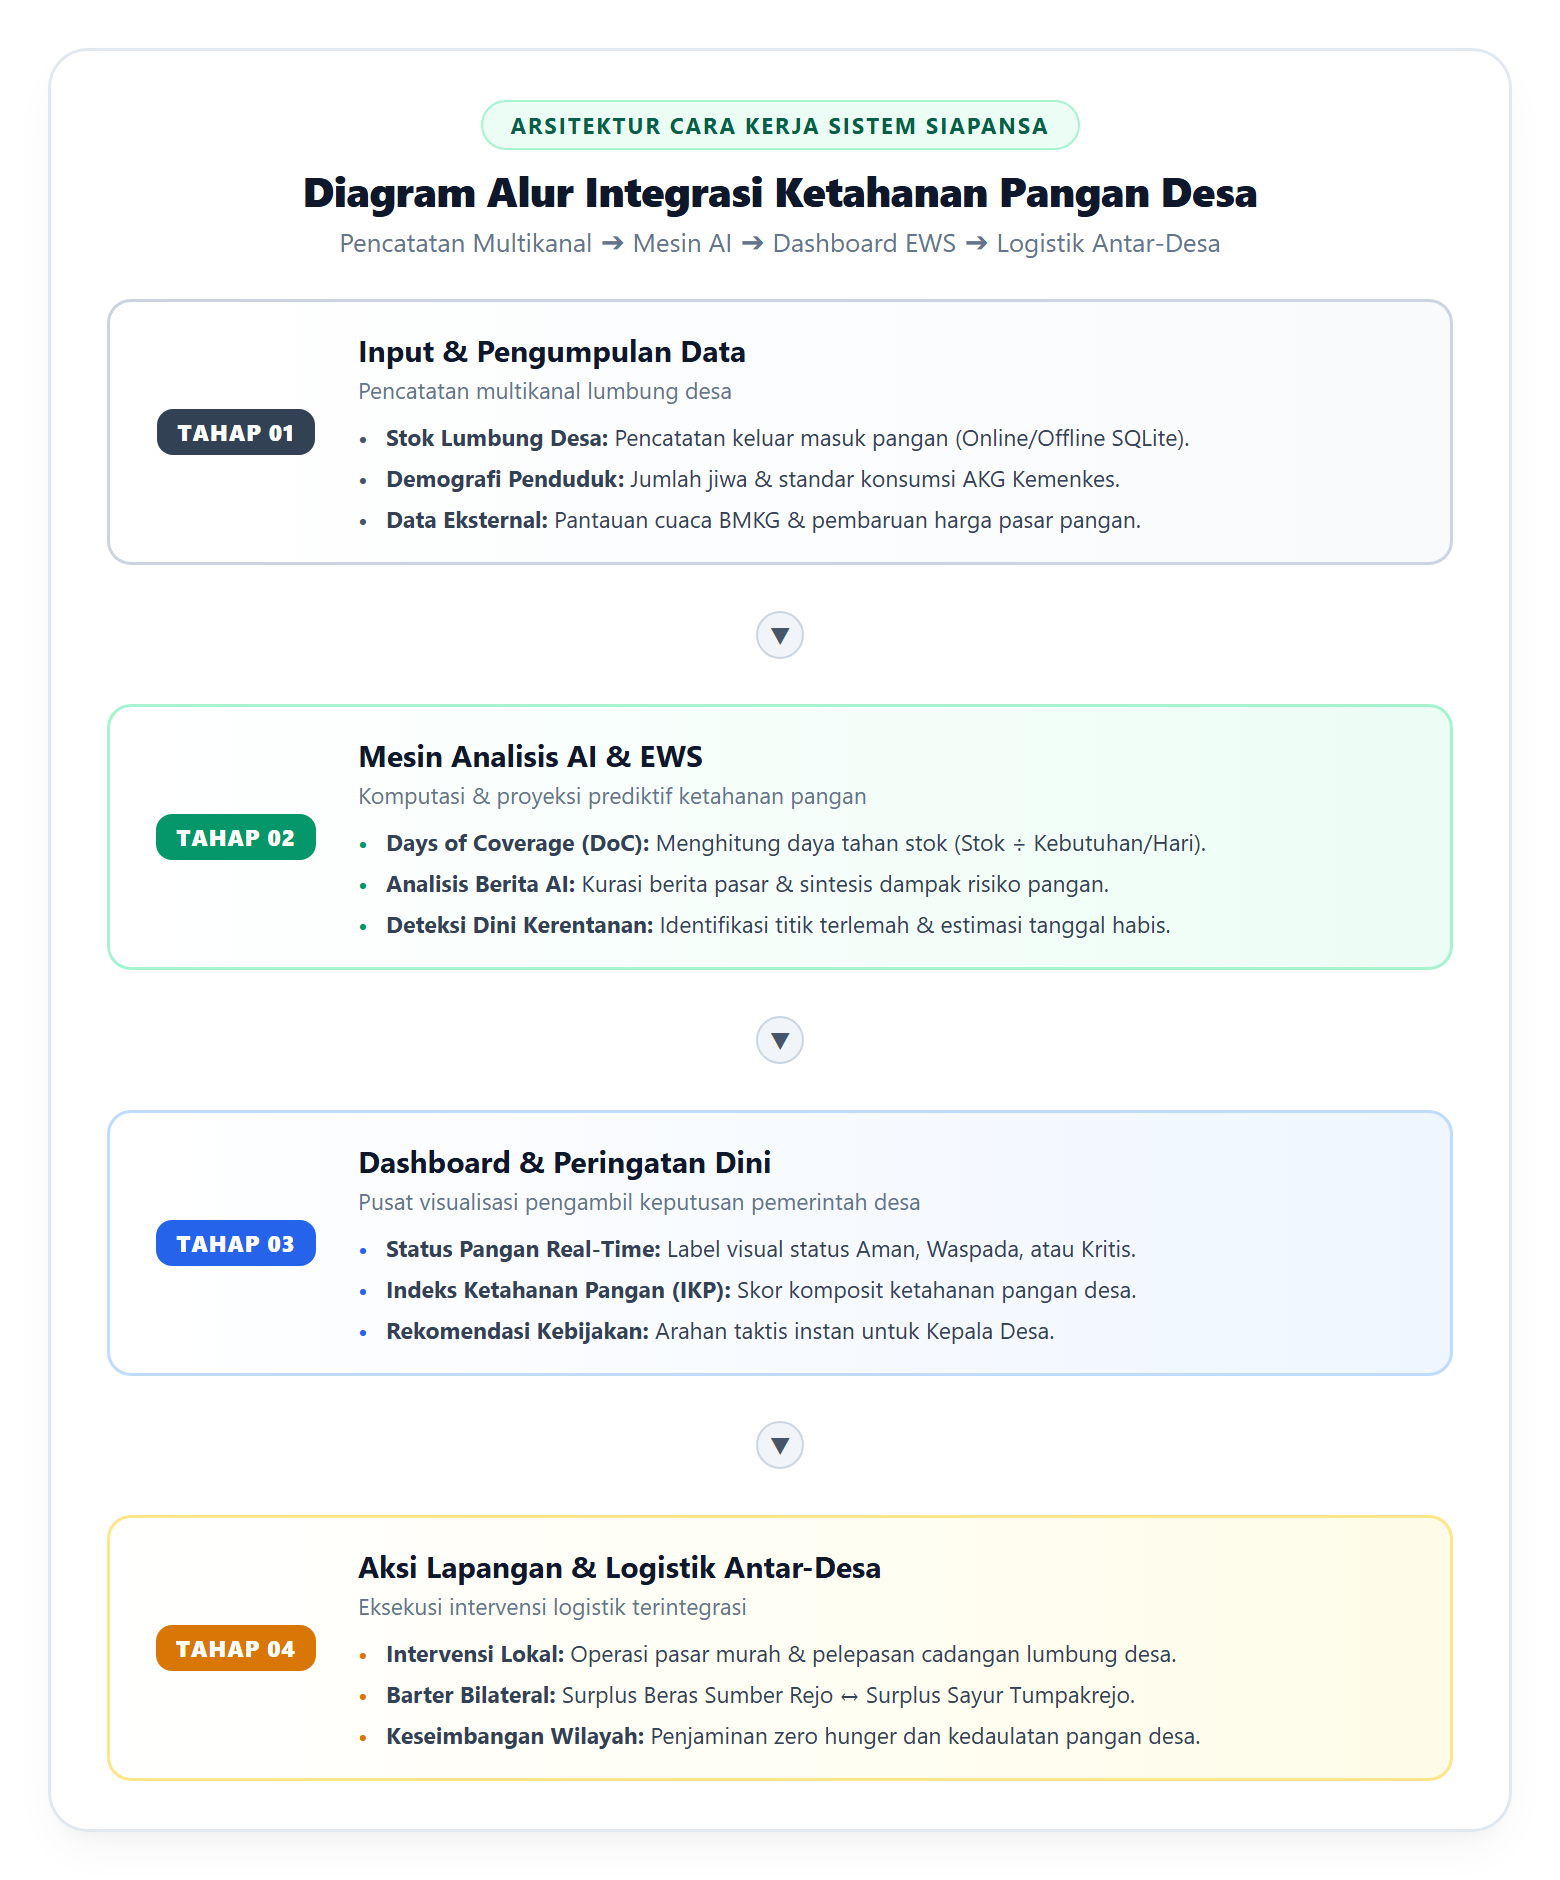 ARSITEKTUR CARA KERJA SISTEM SIAPANSA
Diagram Alur Integrasi Ketahanan Pangan Desa
Pencatatan Multikanal ➔ Mesin AI ➔ Dashboard EWS ➔ Logistik Antar-Desa
TAHAP 01
Input & Pengumpulan Data
Pencatatan multikanal lumbung desa
• Stok Lumbung Desa: Pencatatan keluar masuk pangan (Online/Offline SQLite).
• Demografi Penduduk: Jumlah jiwa & standar konsumsi AKG Kemenkes.
• Data Eksternal: Pantauan cuaca BMKG & pembaruan harga pasar pangan.
▼
TAHAP 02
Mesin Analisis AI & EWS
Komputasi & proyeksi prediktif ketahanan pangan
• Days of Coverage (DoC): Menghitung daya tahan stok (Stok ÷ Kebutuhan/Hari).
• Analisis Berita AI: Kurasi berita pasar & sintesis dampak risiko pangan.
• Deteksi Dini Kerentanan: Identifikasi titik terlemah & estimasi tanggal habis.
▼
TAHAP 03
Dashboard & Peringatan Dini
Pusat visualisasi pengambil keputusan pemerintah desa
• Status Pangan Real-Time: Label visual status Aman, Waspada, atau Kritis.
• Indeks Ketahanan Pangan (IKP): Skor komposit ketahanan pangan desa.
• Rekomendasi Kebijakan: Arahan taktis instan untuk Kepala Desa.
▼
TAHAP 04
Aksi Lapangan & Logistik Antar-Desa
Eksekusi intervensi logistik terintegrasi
• Intervensi Lokal: Operasi pasar murah & pelepasan cadangan lumbung desa.
• Barter Bilateral: Surplus Beras Sumber Rejo ↔ Surplus Sayur Tumpakrejo.
• Keseimbangan Wilayah: Penjaminan zero hunger dan kedaulatan pangan desa.